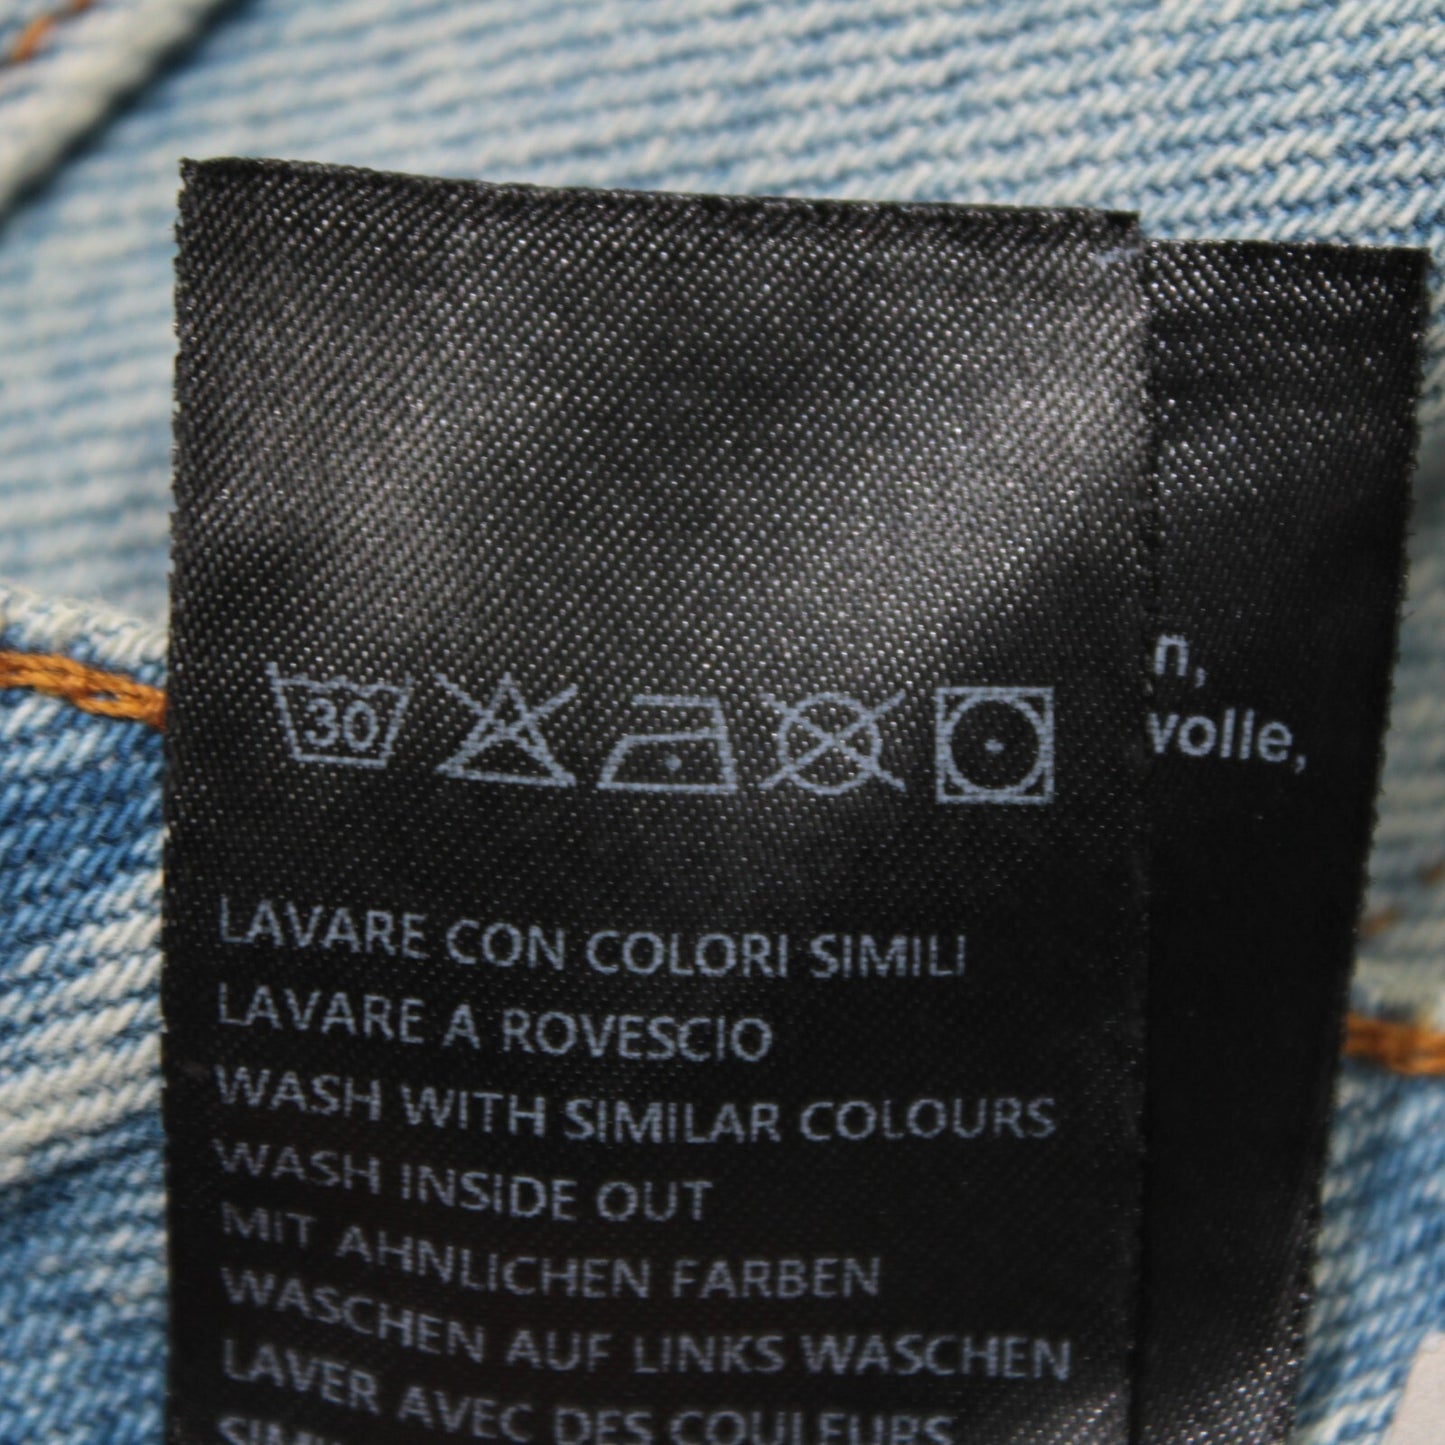 30
LAVARE CON COLORI SIMILI
LAVARE A ROVESCIO
WASH WITH SIMILAR COLOURS
WASH INSIDE OUT
MIT AHNLICHEN FARBEN
WASCHEN AUF LINKS WASCHEN
LAVER AVEC DES COULEURS
n,
volle,